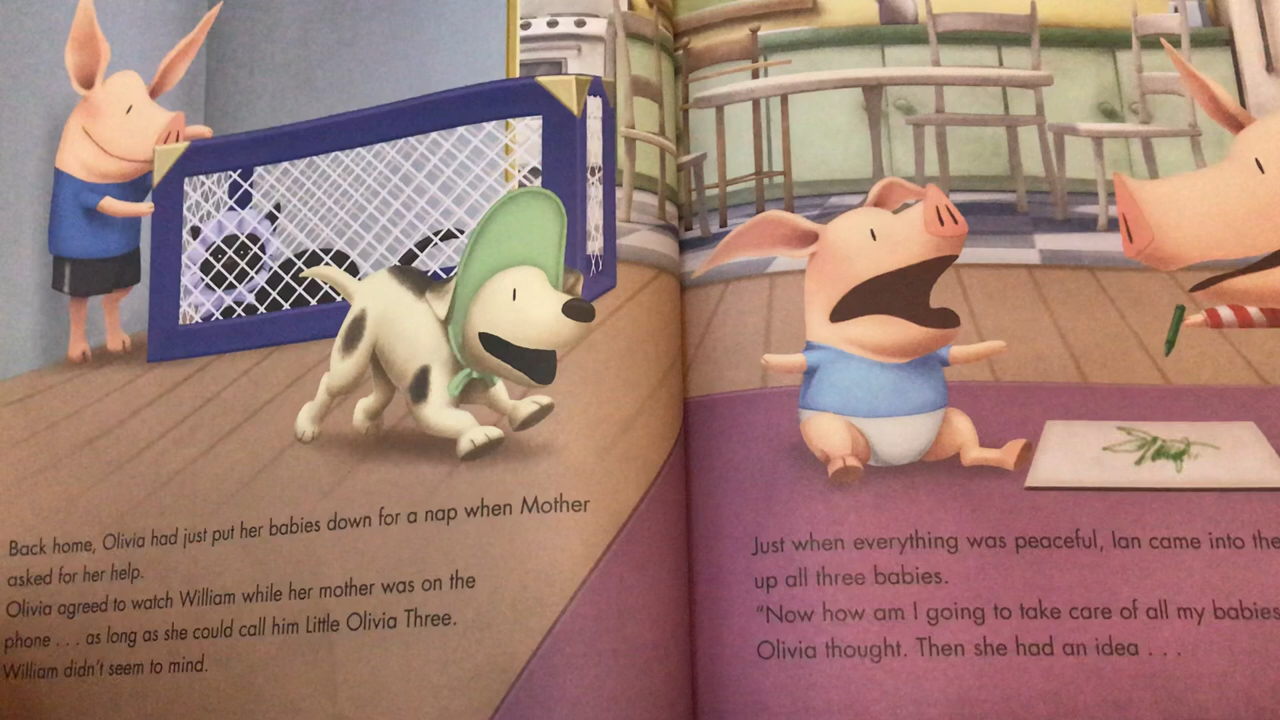 Back home, Olivia had just put her babies down for a nap when Mother
asked for her help.
Olivia agreed to watch William while her mother was on the
phone . . . as long as she could call him Little Olivia Three.
William didn't seem to mind.
Just when everything was peaceful, Ian came into the
up all three babies.
"Now how am I going to take care of all my babies
Olivia thought. Then she had an idea . . .